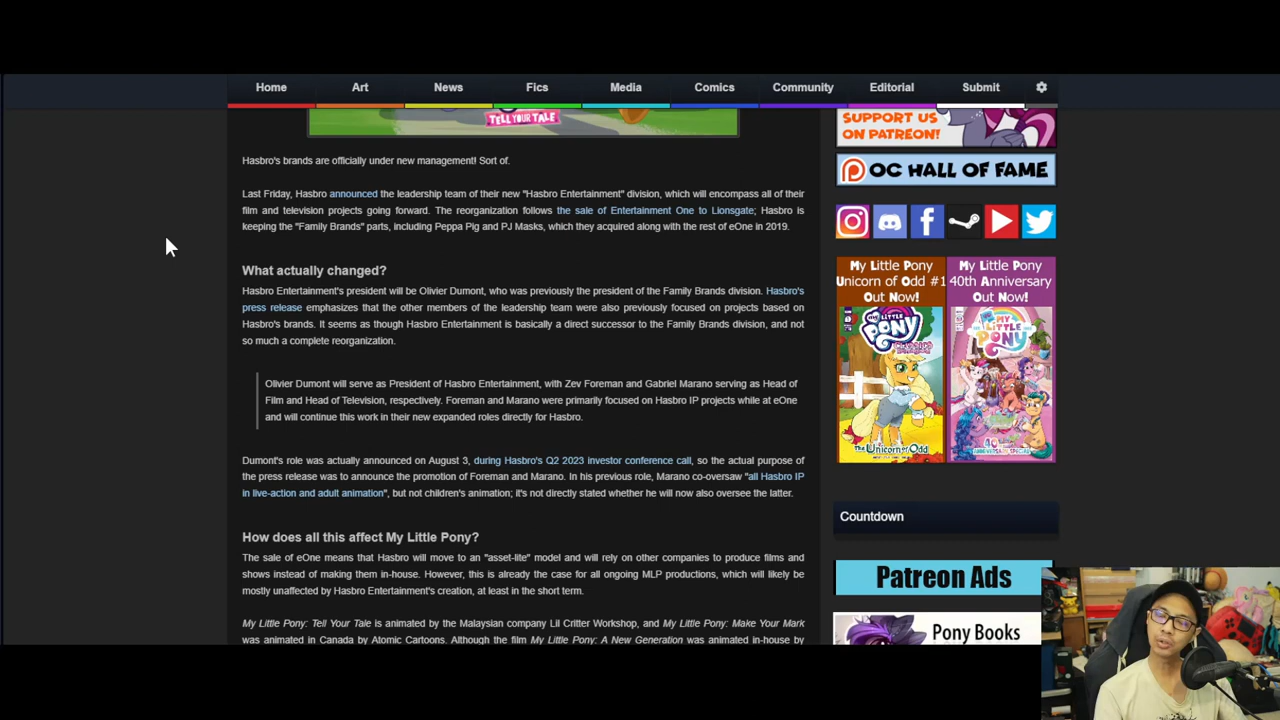 Home Art News Fics Media Comics Community Editorial Submit
TELL YOUR TALE
Hasbro's brands are officially under new management! Sort of.
Last Friday, Hasbro announced the leadership team of their new "Hasbro Entertainment" division, which will encompass all of their
film and television projects going forward. The reorganization follows the sale of Entertainment One to Lionsgate; Hasbro is
keeping the "Family Brands" parts, including Peppa Pig and PJ Masks, which they acquired along with the rest of eOne in 2019.
What actually changed?
Hasbro Entertainment's president will be Olivier Dumont, who was previously the president of the Family Brands division. Hasbro's
press release emphasizes that the other members of the leadership team were also previously focused on projects based on
Hasbro's brands. It seems as though Hasbro Entertainment is basically a direct successor to the Family Brands division, and not
so much a complete reorganization.
Olivier Dumont will serve as President of Hasbro Entertainment, with Zev Foreman and Gabriel Marano serving as Head of
Film and Head of Television, respectively. Foreman and Marano were primarily focused on Hasbro IP projects while at eOne
and will continue this work in their new expanded roles directly for Hasbro.
Dumont's role was actually announced on August 3, during Hasbro's Q2 2023 investor conference call, so the actual purpose of
the press release was to announce the promotion of Foreman and Marano. In his previous role, Marano co-oversaw "all Hasbro IP
in live-action and adult animation", but not children's animation; it's not directly stated whether he will now also oversee the latter.
How does all this affect My Little Pony?
The sale of eOne means that Hasbro will move to an "asset-lite" model and will rely on other companies to produce films and
shows instead of making them in-house. However, this is already the case for all ongoing MLP productions, which will likely be
mostly unaffected by Hasbro Entertainment's creation, at least in the short term.
My Little Pony: Tell Your Tale is animated by the Malaysian company Lil Critter Workshop, and My Little Pony: Make Your Mark
was animated in Canada by Atomic Cartoons. Although the film My Little Pony: A New Generation was animated in-house by
SUPPORT US
ON PATREON!
OC HALL OF FAME
My Little Pony
Unicorn of Odd #1
Out Now!
MY LITTLE PONY
The Unicorn of Odd
My Little Pony
40th Anniversary
Out Now!
MY LITTLE PONY
40th
ANNIVERSARY SPECIAL
Countdown
Patreon Ads
Pony Books